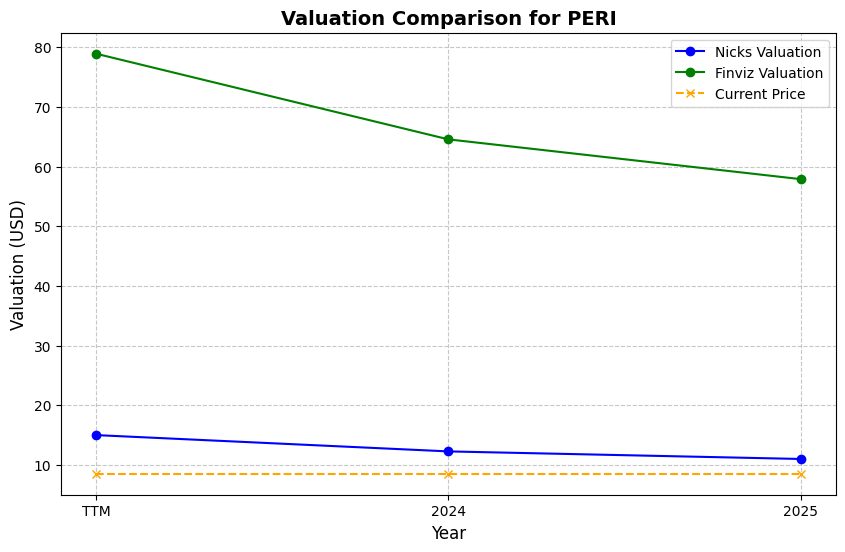 Valuation Comparison for PERI
Nicks Valuation
Finviz Valuation
Current Price
Valuation (USD)
80
70
60
50
40
30
20
10
TTM
2024
2025
Year